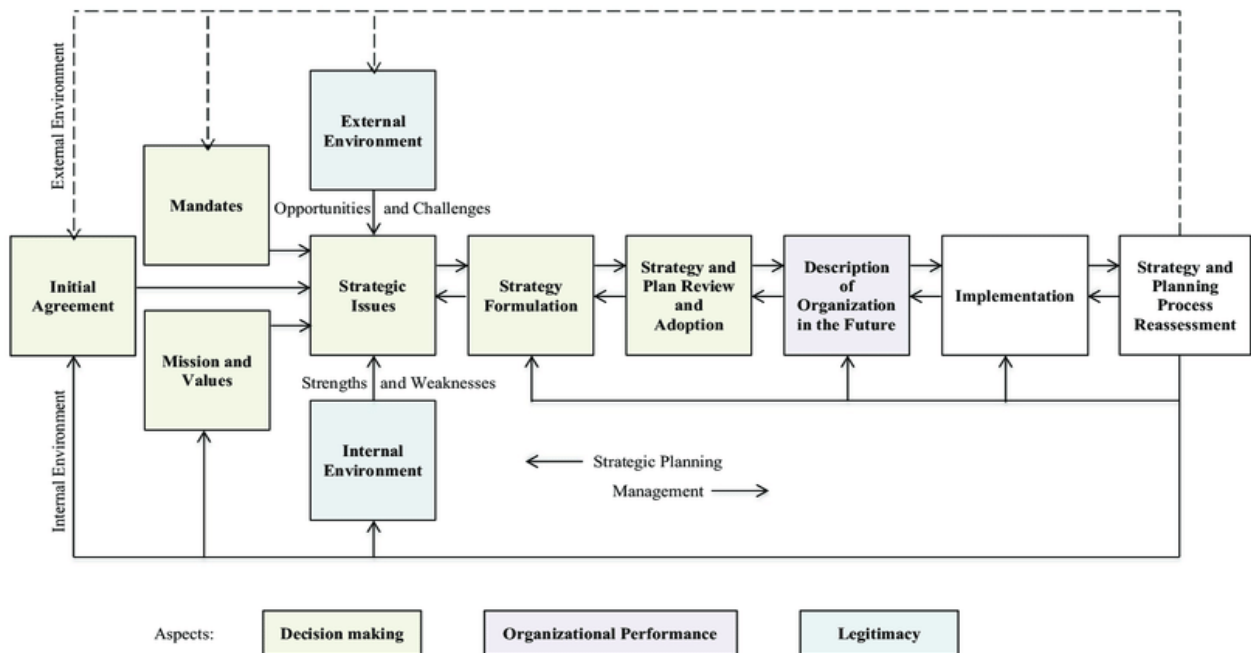 External Environment
External
Environment
Mandates
Opportunities and Challenges
Initial
Agreement
Strategic
Issues
Strategy
Formulation
Strategy and
Plan Review
and
Adoption
Description
of
Organization
in the Future
Implementation
Strategy and
Planning
Process
Reassessment
Mission and
Values
Strengths and Weaknesses
Internal Environment
Internal
Environment
Strategic Planning
Management
Aspects:
Decision making
Organizational Performance
Legitimacy